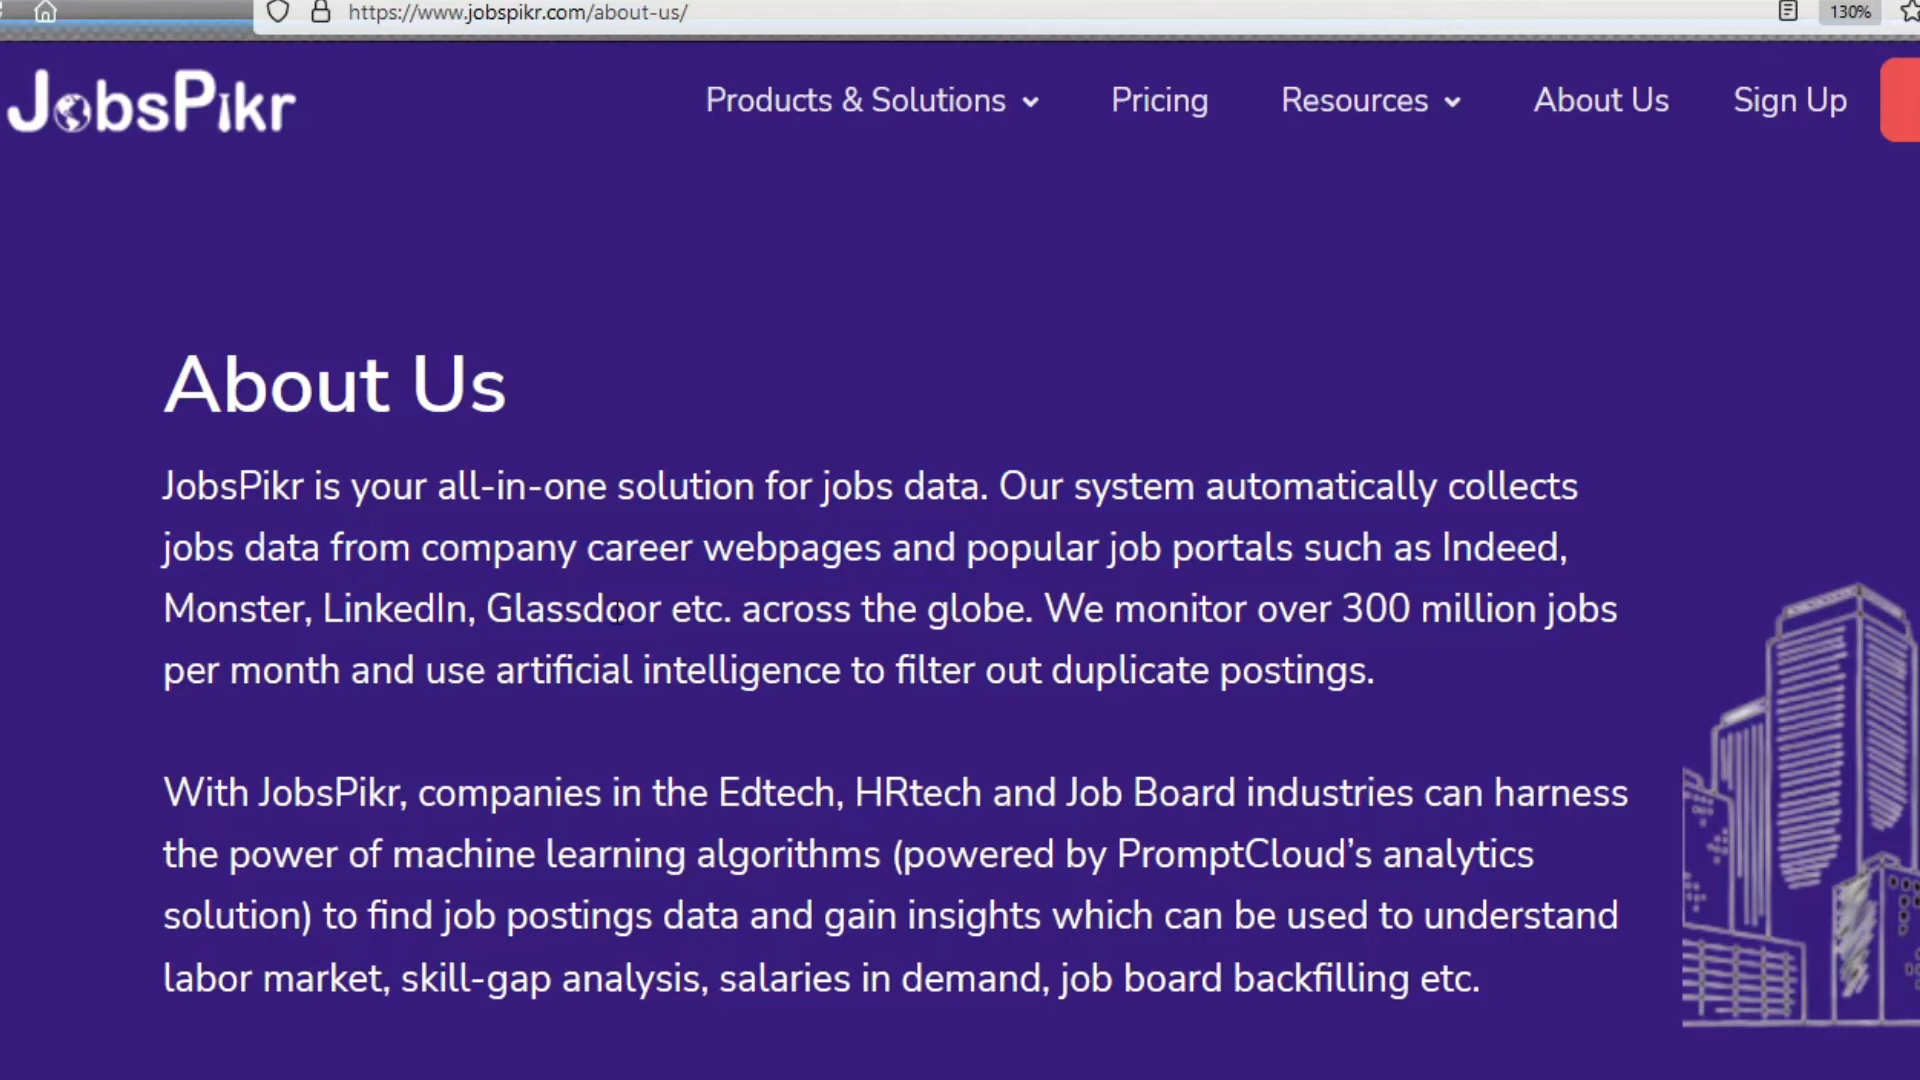 https://www.jobspikr.com/about-us/
130%
JobsPikr
Products & Solutions
Pricing
Resources
About Us
Sign Up
About Us
JobsPikr is your all-in-one solution for jobs data. Our system automatically collects
jobs data from company career webpages and popular job portals such as Indeed,
Monster, LinkedIn, Glassdoor etc. across the globe. We monitor over 300 million jobs
per month and use artificial intelligence to filter out duplicate postings.
With JobsPikr, companies in the Edtech, HRtech and Job Board industries can harness
the power of machine learning algorithms (powered by PromptCloud’s analytics
solution) to find job postings data and gain insights which can be used to understand
labor market, skill-gap analysis, salaries in demand, job board backfilling etc.